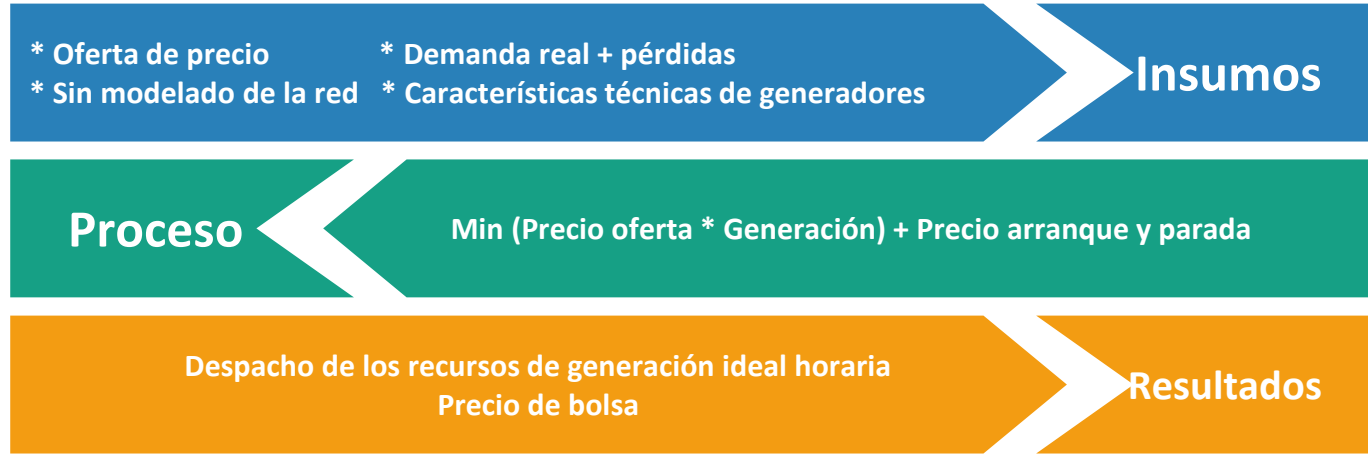 * Oferta de precio
* Demanda real + pérdidas
* Sin modelado de la red
* Características técnicas de generadores
Insumos
Proceso
Min (Precio oferta * Generación) + Precio arranque y parada
Despacho de los recursos de generación ideal horaria
Precio de bolsa
Resultados